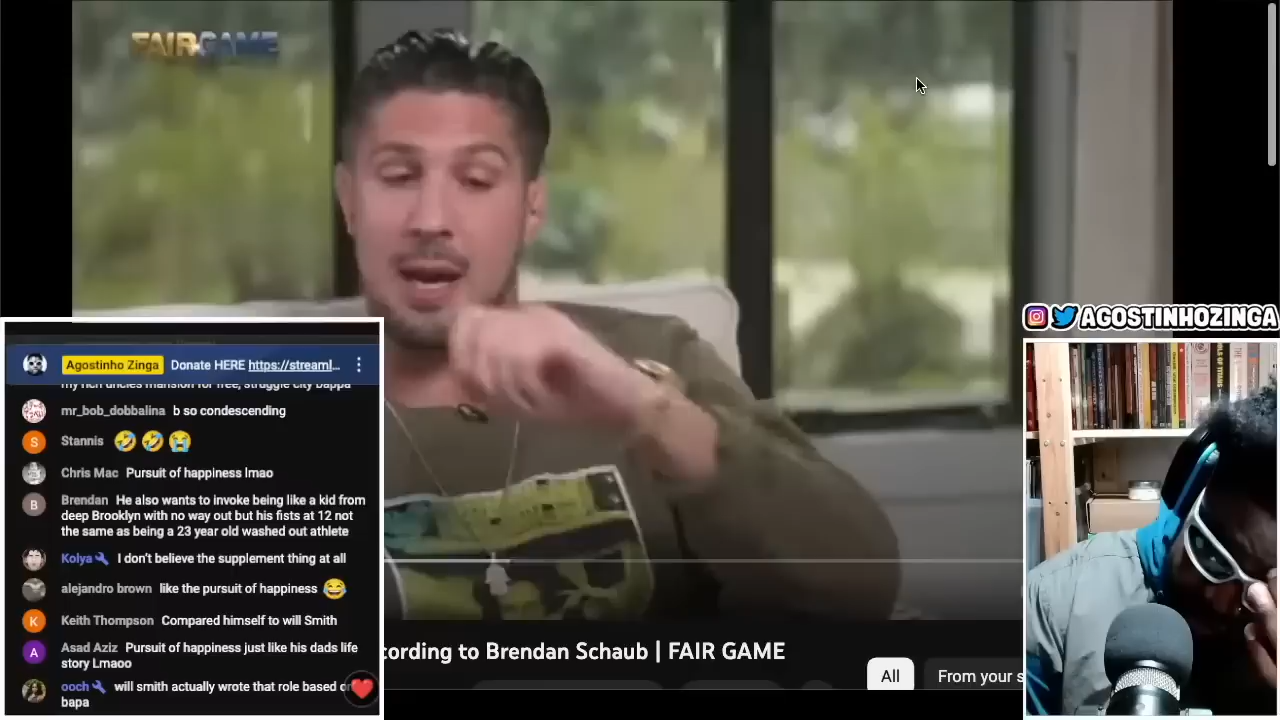 FAIR GAME
AGOSTINHOZINGA
Agostinho Zinga Donate HERE https://streaml...
my rich uncles mansion for free, struggle city bappa
mr_bob_dobbalina b so condescending
Stannis 🤣🤣😭
Chris Mac Pursuit of happiness lmao
Brendan He also wants to invoke being like a kid from
deep Brooklyn with no way out but his fists at 12 not
the same as being a 23 year old washed out athlete
Kolya I don't believe the supplement thing at all
alejandro brown like the pursuit of happiness 😂
Keith Thompson Compared himself to will Smith
Asad Aziz Pursuit of happiness just like his dads life
story Lmaoo
ooch will smith actually wrote that role based on
bapa
cording to Brendan Schaub | FAIR GAME
All
From your s